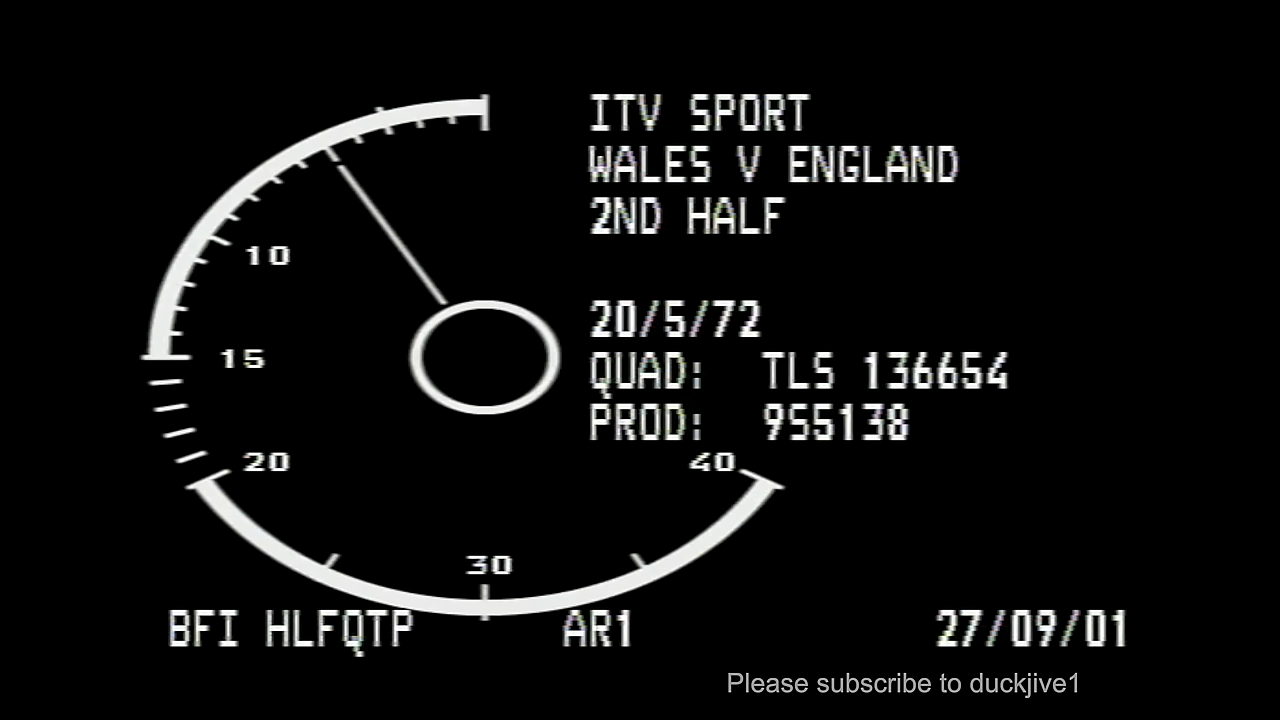 ITV SPORT
WALES V ENGLAND
2ND HALF
20/5/72
QUAD: TLS 136654
PROD: 955138
10
15
20
40
30
BFI HLFQTP AR1 27/09/01
Please subscribe to duckjive1